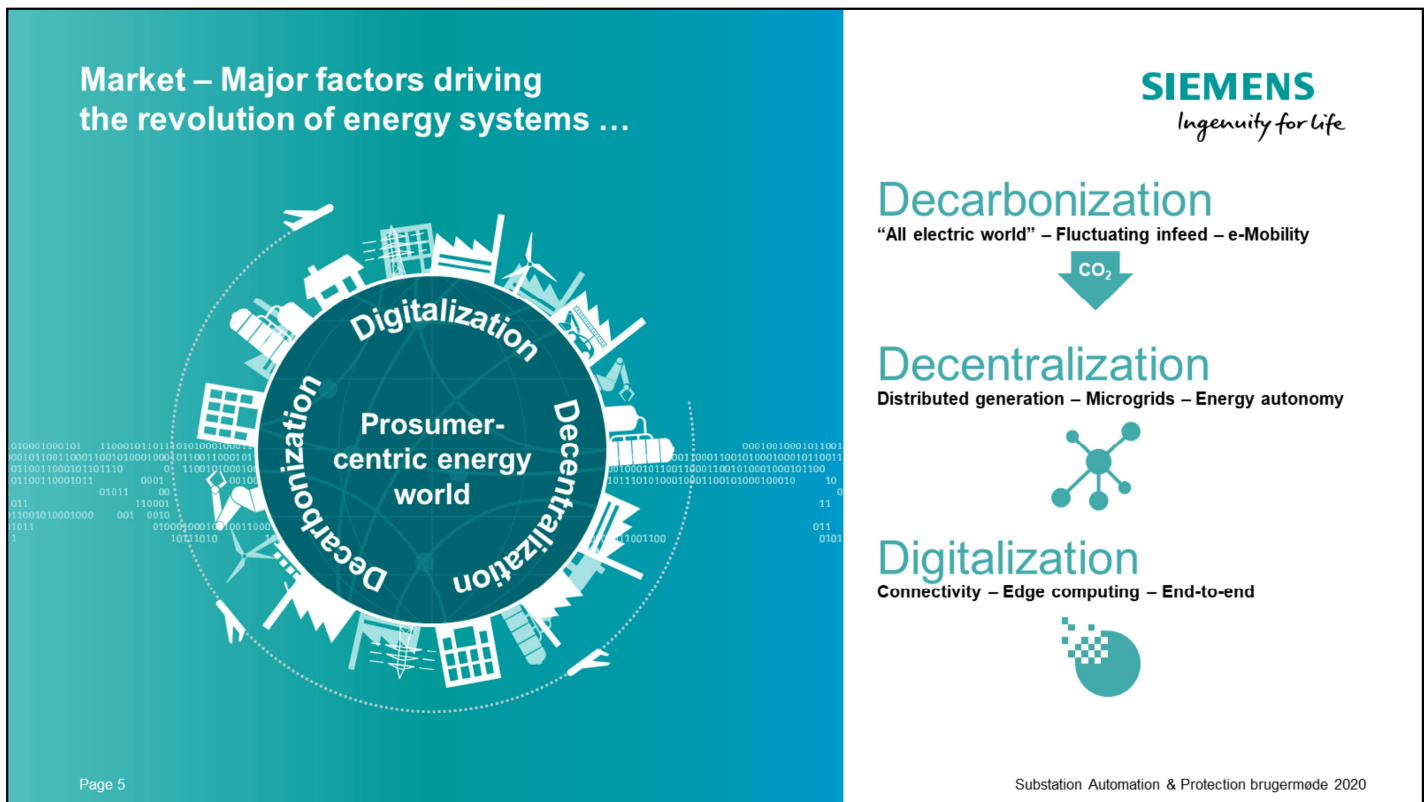 Market – Major factors driving
the revolution of energy systems …
SIEMENS
Ingenuity for life
Digitalization
Decarbonization
Decentralization
Prosumer-
centric energy
world
Decarbonization
“All electric world” – Fluctuating infeed – e-Mobility
CO₂
Decentralization
Distributed generation – Microgrids – Energy autonomy
Digitalization
Connectivity – Edge computing – End-to-end
Page 5
Substation Automation & Protection brugermøde 2020